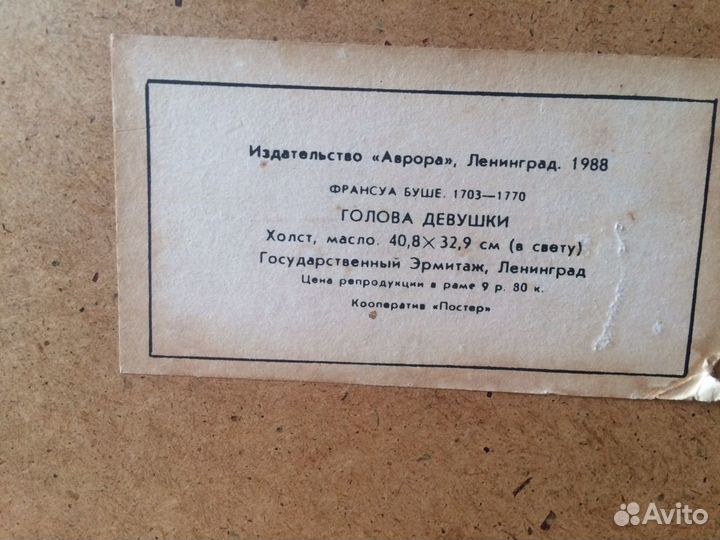 Издательство «Аврора», Ленинград. 1988
ФРАНСУА БУШЕ. 1703—1770
ГОЛОВА ДЕВУШКИ
Холст, масло. 40,8×32,9 см (в свету)
Государственный Эрмитаж, Ленинград
Цена репродукции в раме 9 р. 80 к.
Кооператив «Постер»
Avito